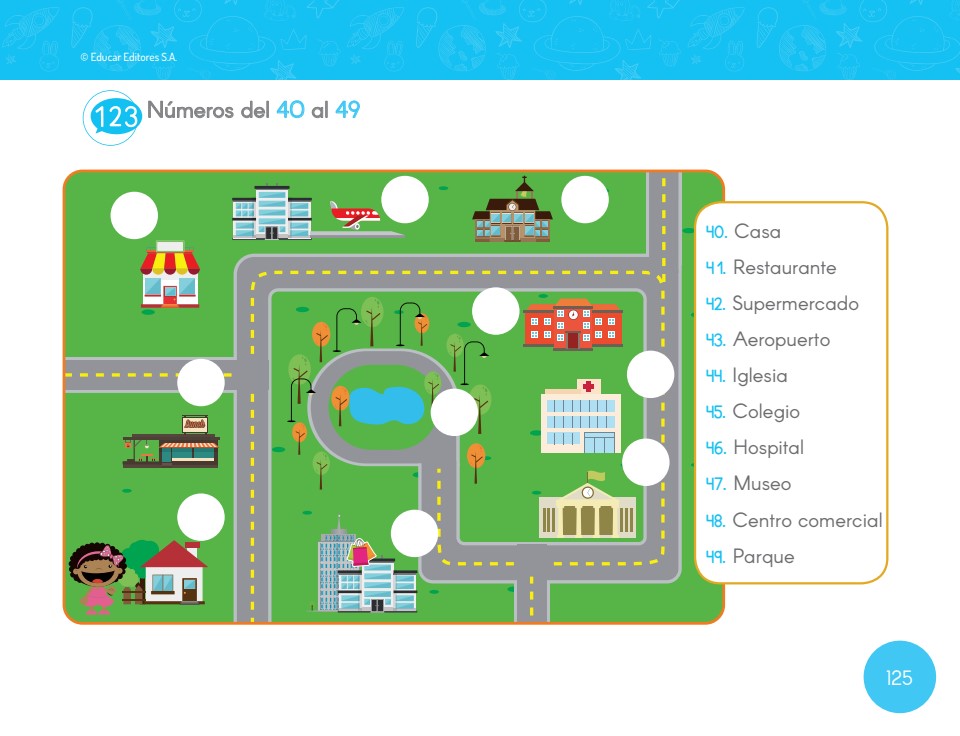 © Educar Editores S.A.
123
Números del 40 al 49
40. Casa
41. Restaurante
42. Supermercado
43. Aeropuerto
44. Iglesia
45. Colegio
46. Hospital
47. Museo
48. Centro comercial
49. Parque
125